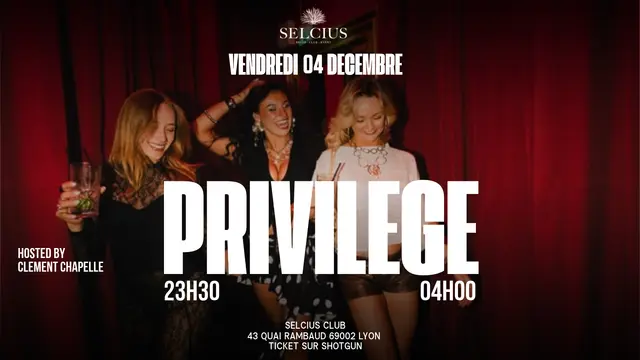 SELCIUS
VENDREDI 04 DECEMBRE
PRIVILEGE
HOSTED BY
CLEMENT CHAPELLE
23H30
04H00
SELCIUS CLUB
43 QUAI RAMBAUD 69002 LYON
TICKET SUR SHOTGUN